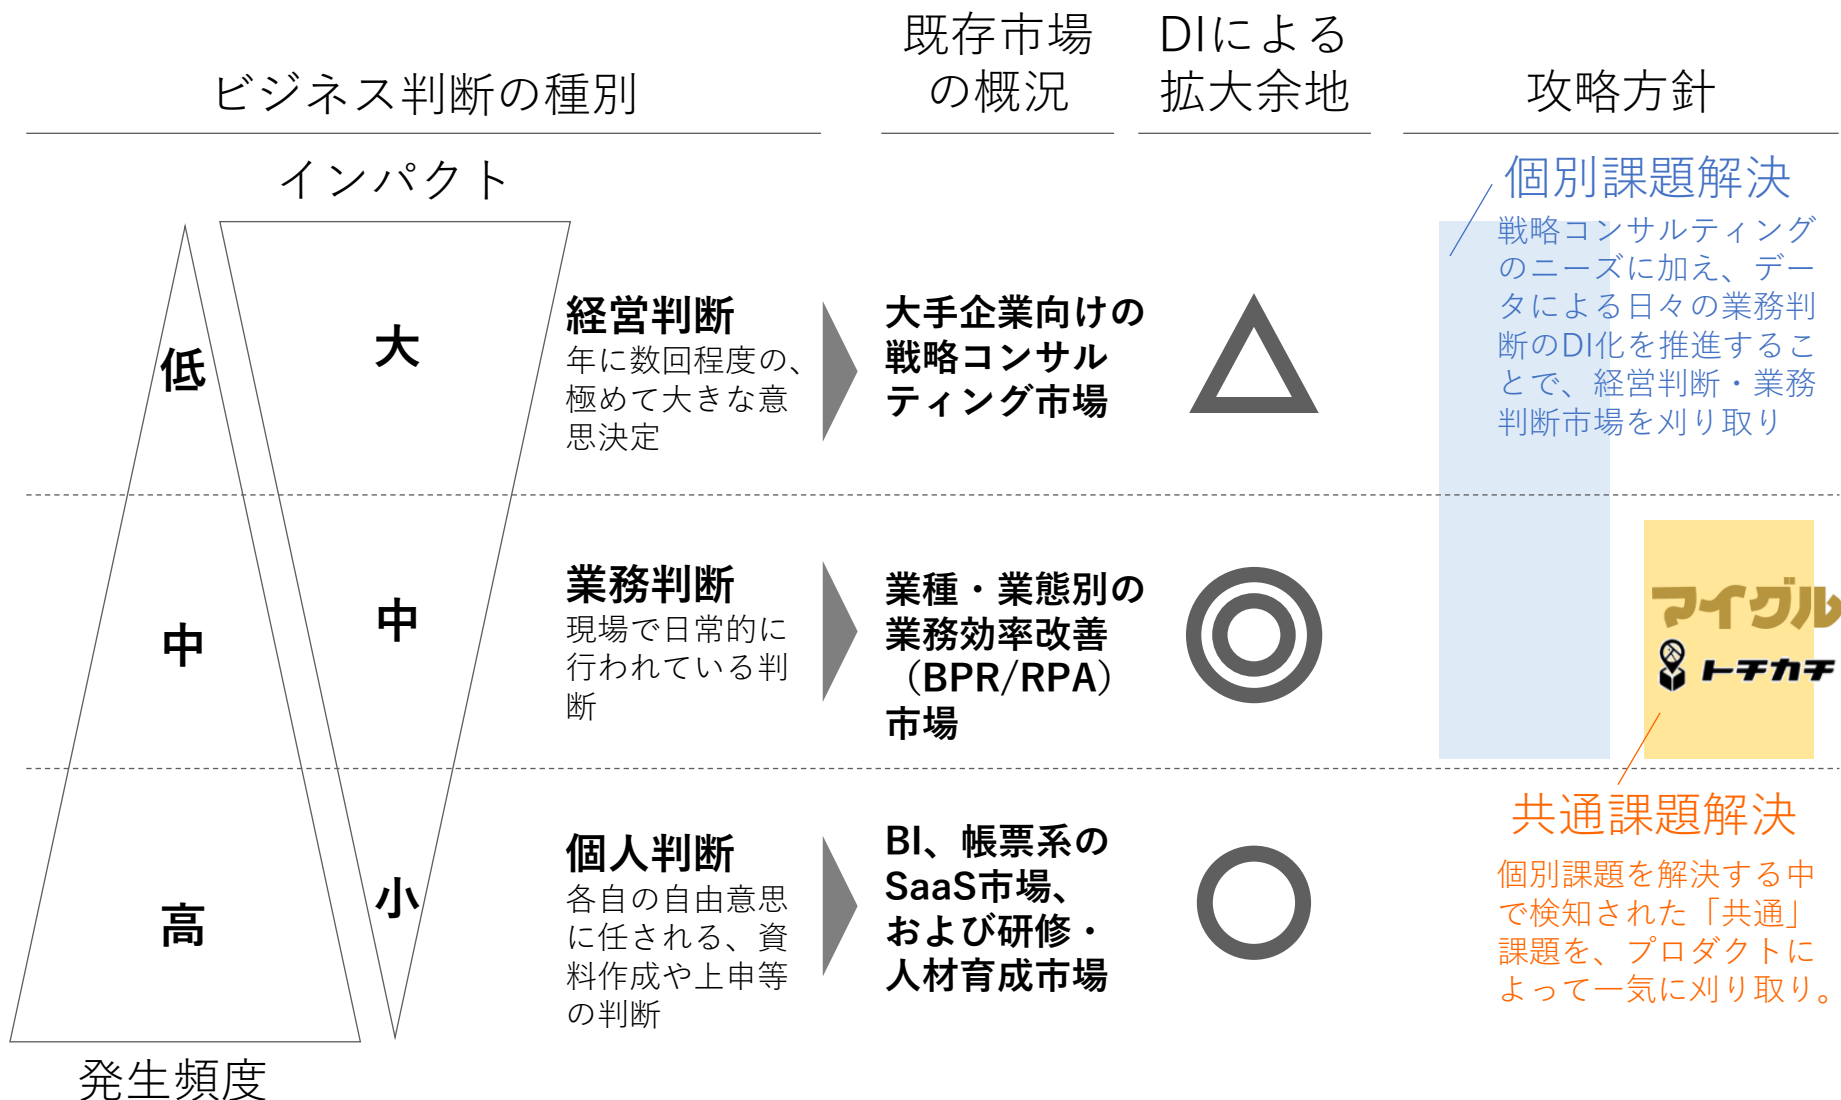 ビジネス判断の種別
既存市場
の概況
DIによる
拡大余地
攻略方針
インパクト
低
大
経営判断
年に数回程度の、
極めて大きな意
思決定
大手企業向けの
戦略コンサル
ティング市場
個別課題解決
戦略コンサルティング
のニーズに加え、デー
タによる日々の業務判
断のDI化を推進するこ
とで、経営判断・業務
判断市場を刈り取り
中
中
業務判断
現場で日常的に
行われている判
断
業種・業態別の
業務効率改善
（BPR/RPA）
市場
マイグル
トチカチ
高
小
個人判断
各自の自由意思
に任される、資
料作成や上申等
の判断
BI、帳票系の
SaaS市場、
および研修・
人材育成市場
共通課題解決
個別課題を解決する中
で検知された「共通」
課題を、プロダクトに
よって一気に刈り取り。
発生頻度